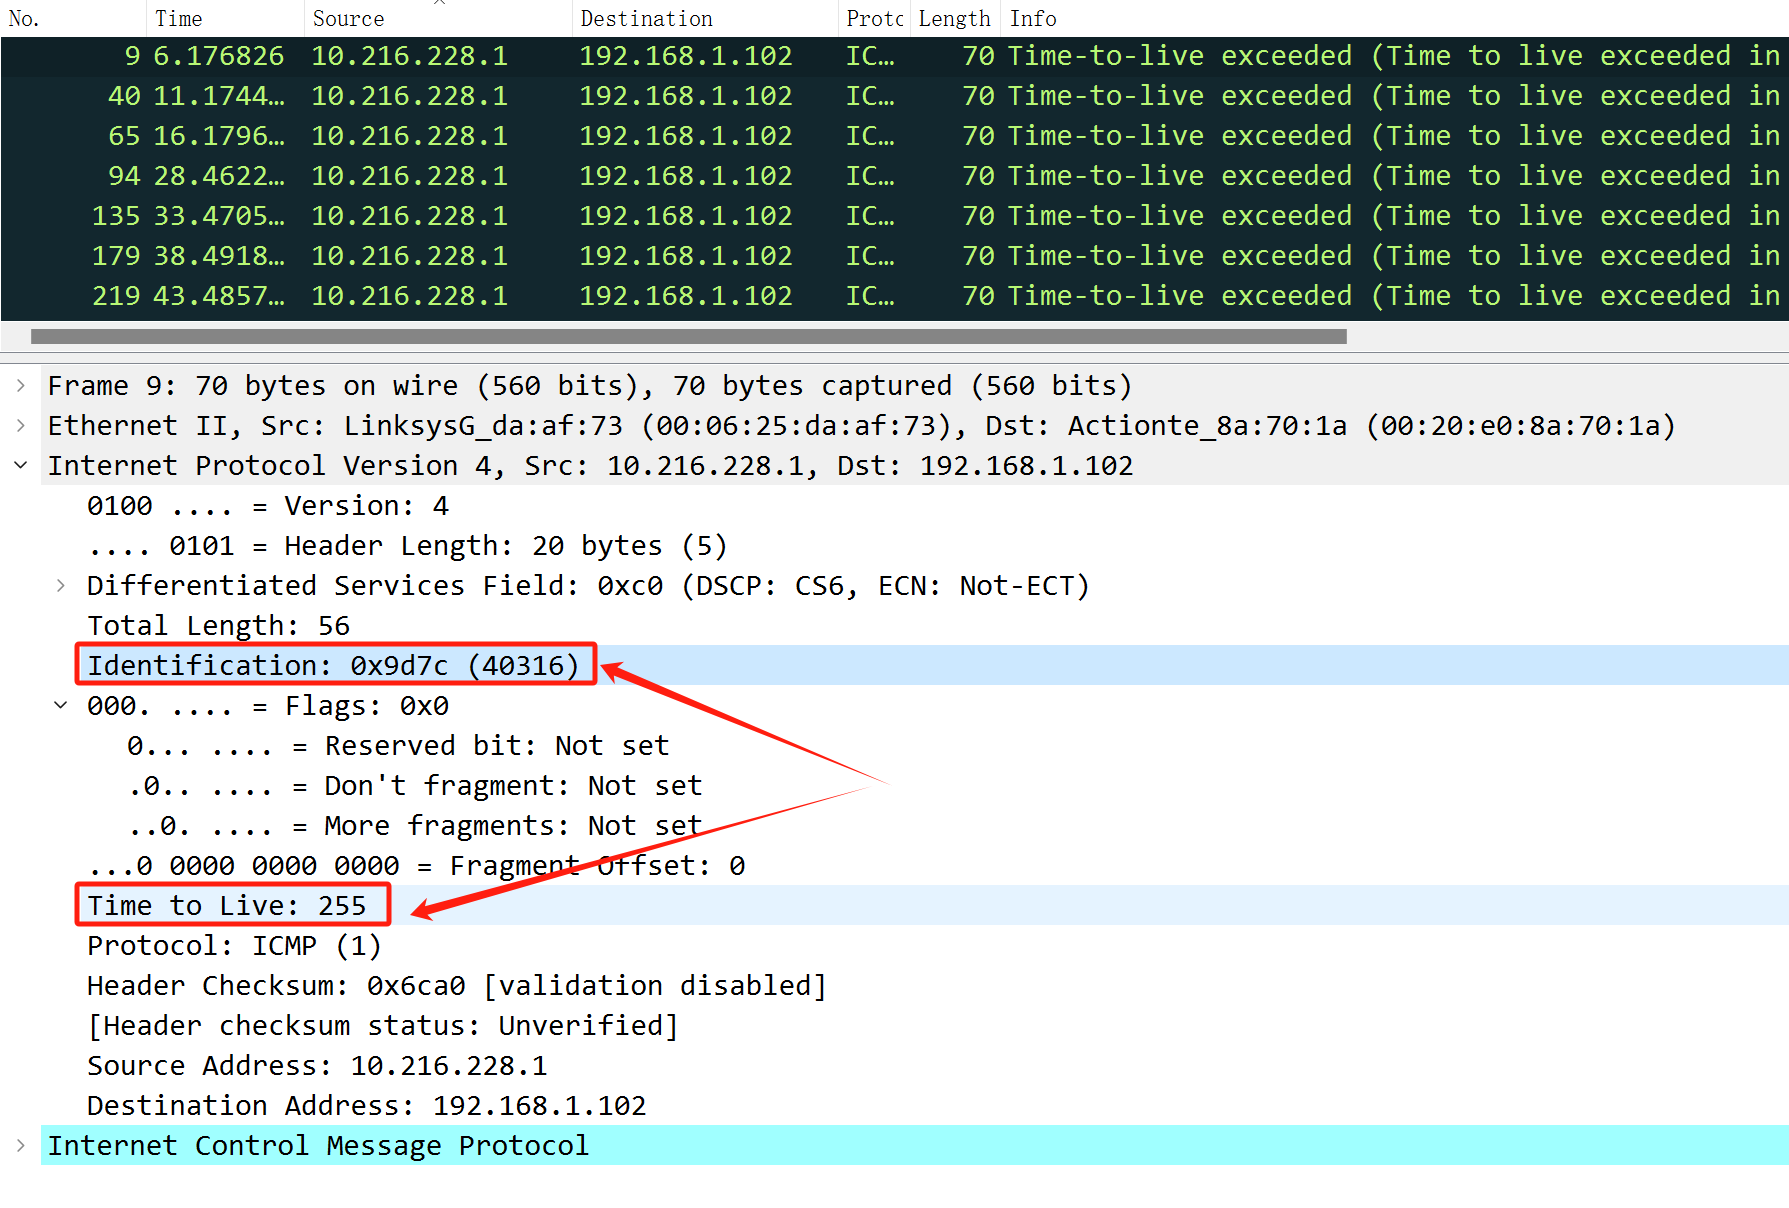 No. Time Source Destination Protc Length Info
9 6.176826 10.216.228.1 192.168.1.102 IC… 70 Time-to-live exceeded (Time to live exceeded in
40 11.1744… 10.216.228.1 192.168.1.102 IC… 70 Time-to-live exceeded (Time to live exceeded in
65 16.1796… 10.216.228.1 192.168.1.102 IC… 70 Time-to-live exceeded (Time to live exceeded in
94 28.4622… 10.216.228.1 192.168.1.102 IC… 70 Time-to-live exceeded (Time to live exceeded in
135 33.4705… 10.216.228.1 192.168.1.102 IC… 70 Time-to-live exceeded (Time to live exceeded in
179 38.4918… 10.216.228.1 192.168.1.102 IC… 70 Time-to-live exceeded (Time to live exceeded in
219 43.4857… 10.216.228.1 192.168.1.102 IC… 70 Time-to-live exceeded (Time to live exceeded in
Frame 9: 70 bytes on wire (560 bits), 70 bytes captured (560 bits)
Ethernet II, Src: LinksysG_da:af:73 (00:06:25:da:af:73), Dst: Actionte_8a:70:1a (00:20:e0:8a:70:1a)
Internet Protocol Version 4, Src: 10.216.228.1, Dst: 192.168.1.102
0100 .... = Version: 4
.... 0101 = Header Length: 20 bytes (5)
Differentiated Services Field: 0xc0 (DSCP: CS6, ECN: Not-ECT)
Total Length: 56
Identification: 0x9d7c (40316)
000. .... = Flags: 0x0
0... .... = Reserved bit: Not set
.0.. .... = Don't fragment: Not set
..0. .... = More fragments: Not set
...0 0000 0000 0000 = Fragment Offset: 0
Time to Live: 255
Protocol: ICMP (1)
Header Checksum: 0x6ca0 [validation disabled]
[Header checksum status: Unverified]
Source Address: 10.216.228.1
Destination Address: 192.168.1.102
Internet Control Message Protocol